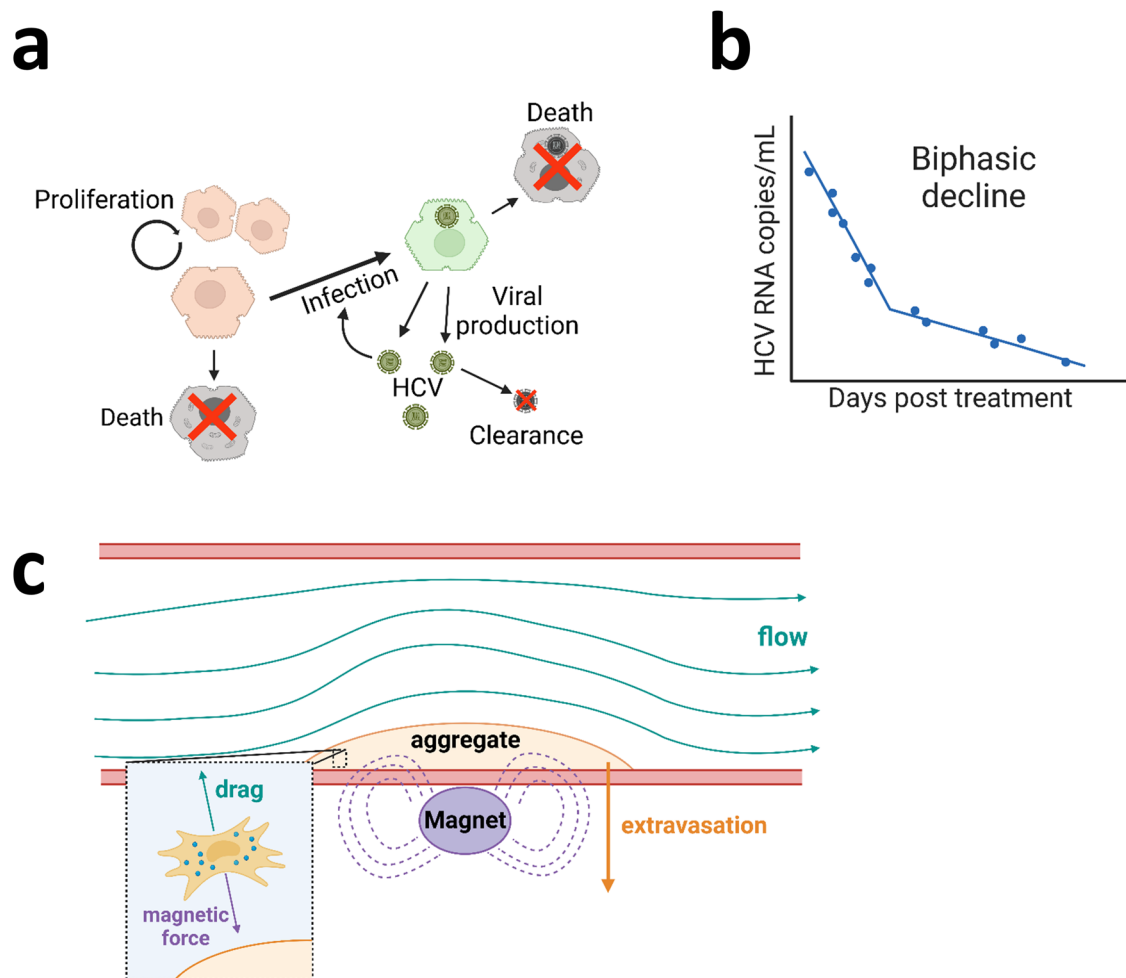 a
Proliferation
Death
Infection
Death
Viral
production
HCV
Clearance
b
HCV RNA copies/mL
Biphasic
decline
Days post treatment
c
flow
aggregate
drag
Magnet
extravasation
magnetic
force